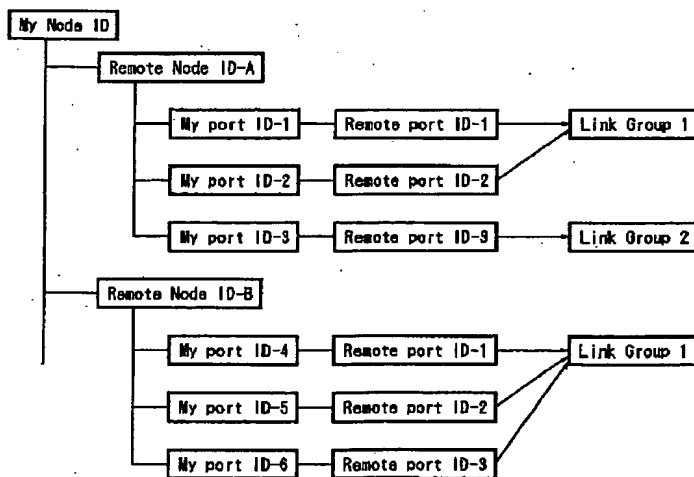 My Node ID
Remote Node ID-A
My port ID-1 Remote port ID-1 Link Group 1
My port ID-2 Remote port ID-2
My port ID-3 Remote port ID-3 Link Group 2
Remote Node ID-B
My port ID-4 Remote port ID-1 Link Group 1
My port ID-5 Remote port ID-2
My port ID-6 Remote port ID-3